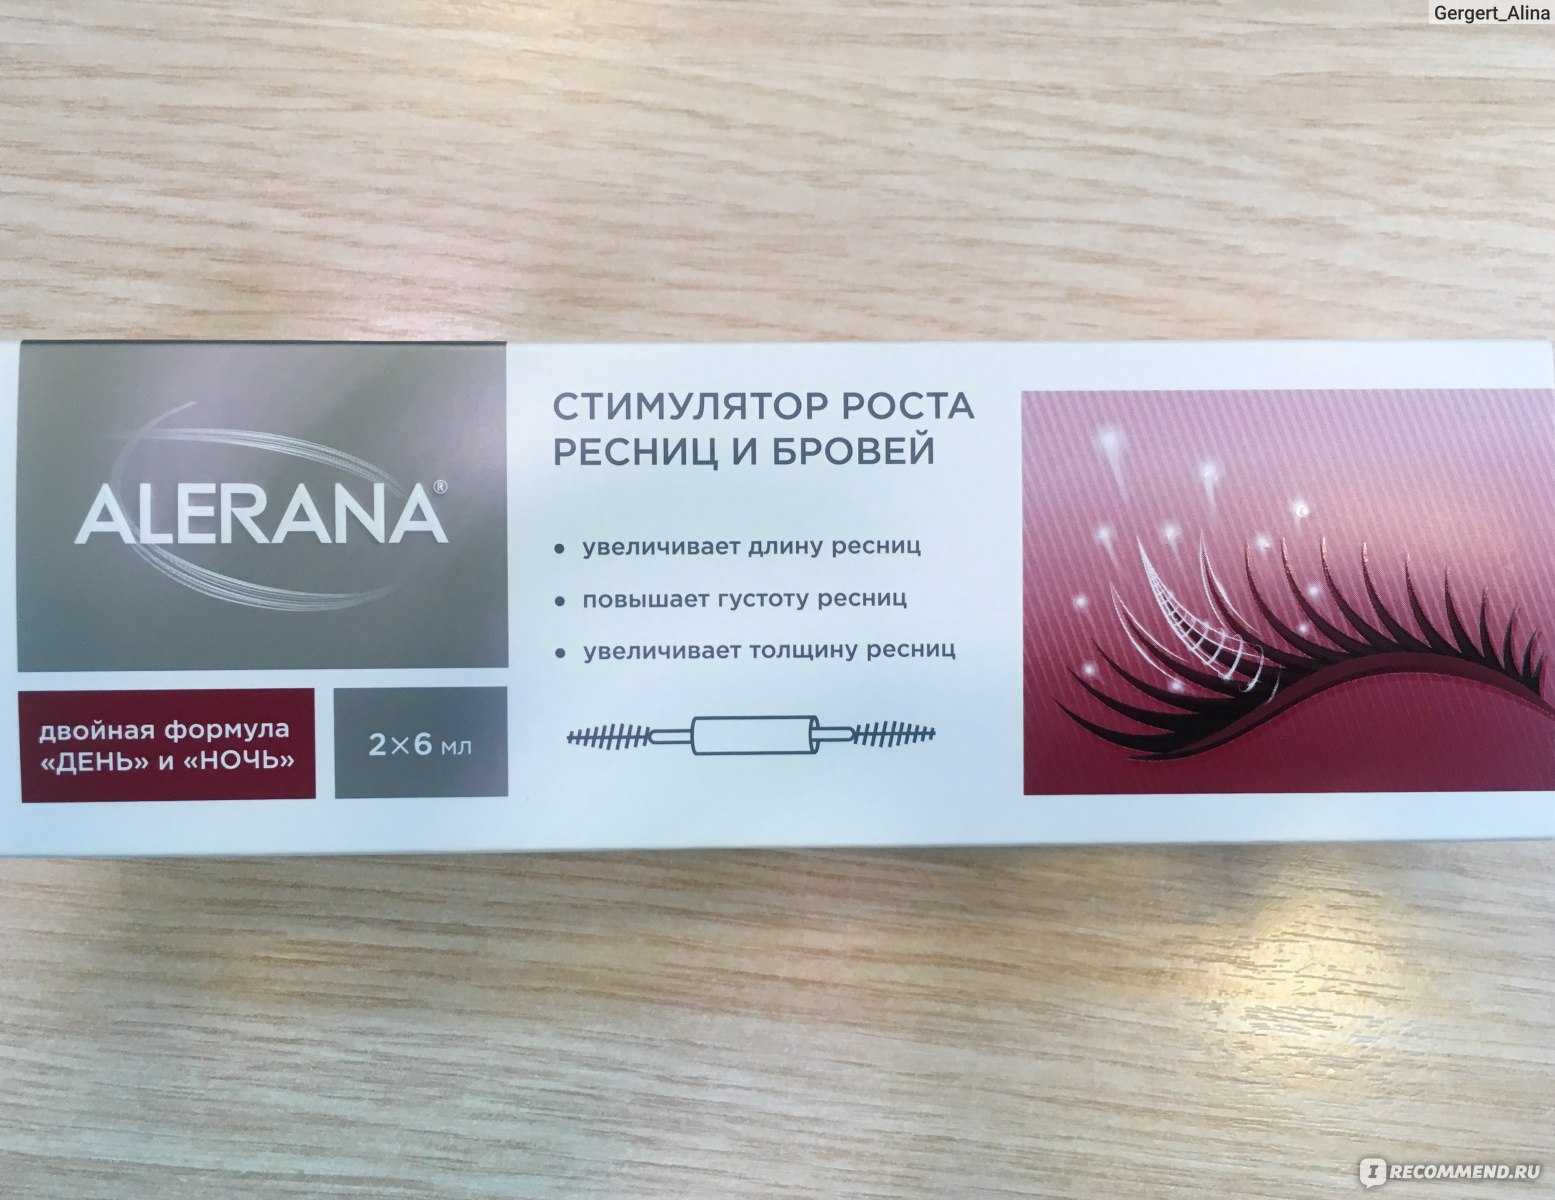 Gergert_Alina
ALERANA®
двойная формула
«ДЕНЬ» и «НОЧЬ»
2×6 мл
СТИМУЛЯТОР РОСТА
РЕСНИЦ И БРОВЕЙ
• увеличивает длину ресниц
• повышает густоту ресниц
• увеличивает толщину ресниц
I RECOMMEND.RU